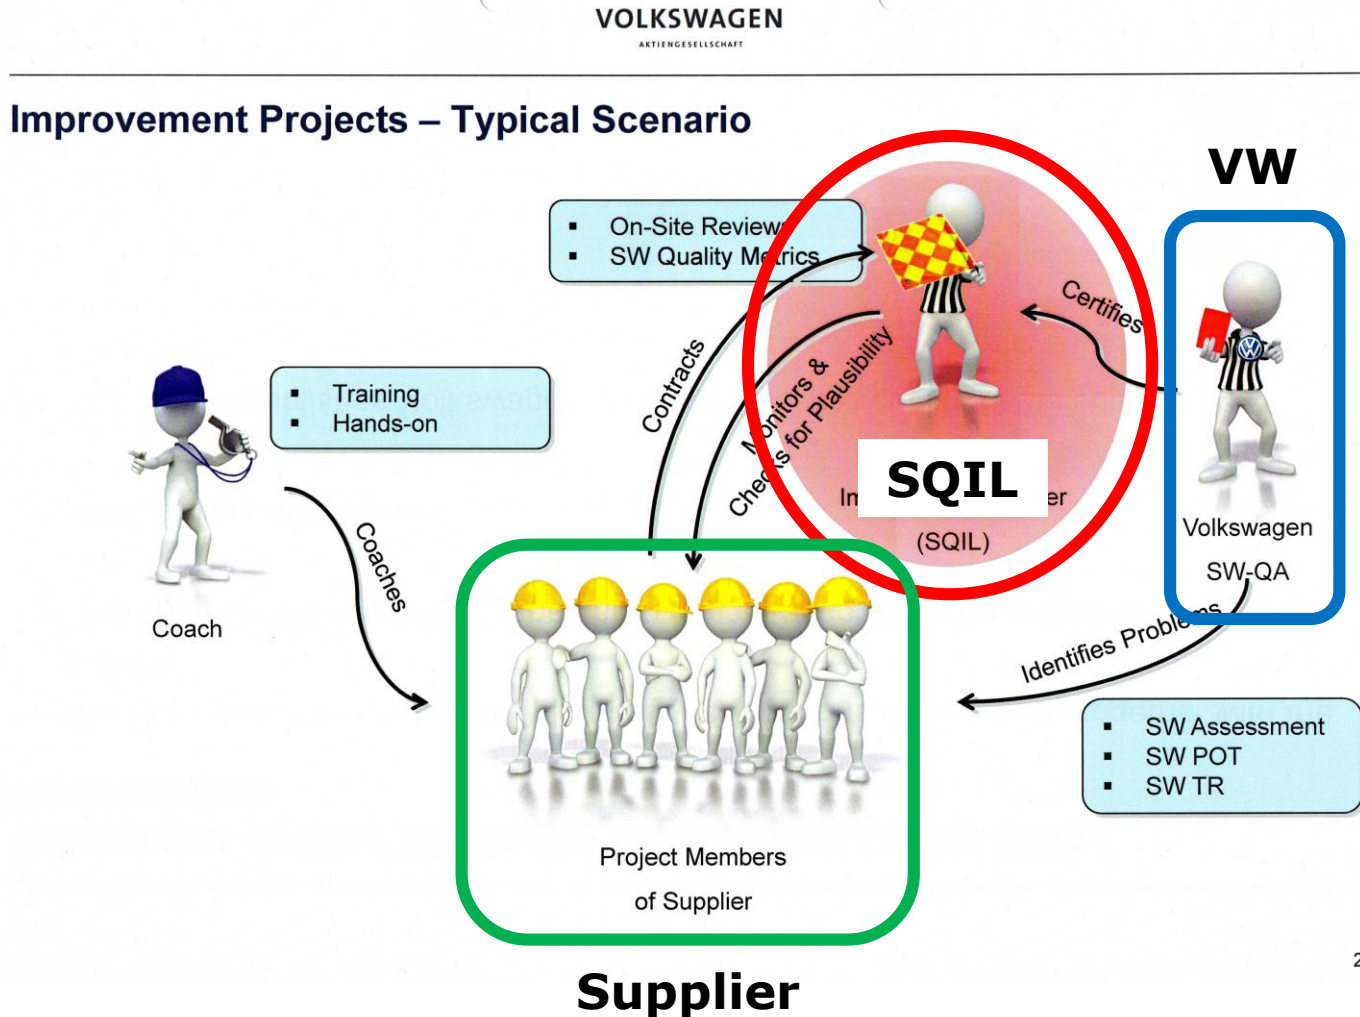 VOLKSWAGEN
AKTIENGESELLSCHAFT
Improvement Projects – Typical Scenario
VW
▪ On-Site Reviews
▪ SW Quality Metrics
Certifies
Contracts
Monitors &
Checks for Plausibility
▪ Training
▪ Hands-on
SQIL
(SQIL)
Volkswagen
SW-QA
Coaches
Coach
Identifies Problems
▪ SW Assessment
▪ SW POT
▪ SW TR
Project Members
of Supplier
2
Supplier